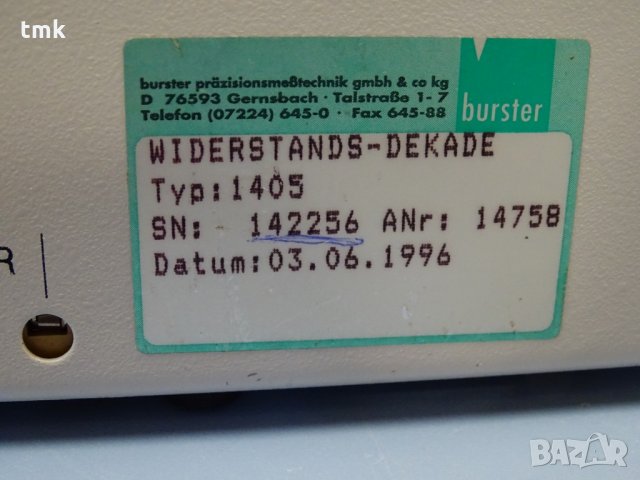 tmk
burster präzisionsmeßtechnik gmbh & co kg
D 76593 Gernsbach · Talstraße 1-7
Telefon (07224) 645-0 · Fax 645-88
burster
WIDERSTANDS-DEKADE
Typ:1405
SN: 142256 ANr: 14758
Datum:03.06.1996
R
BAZAR